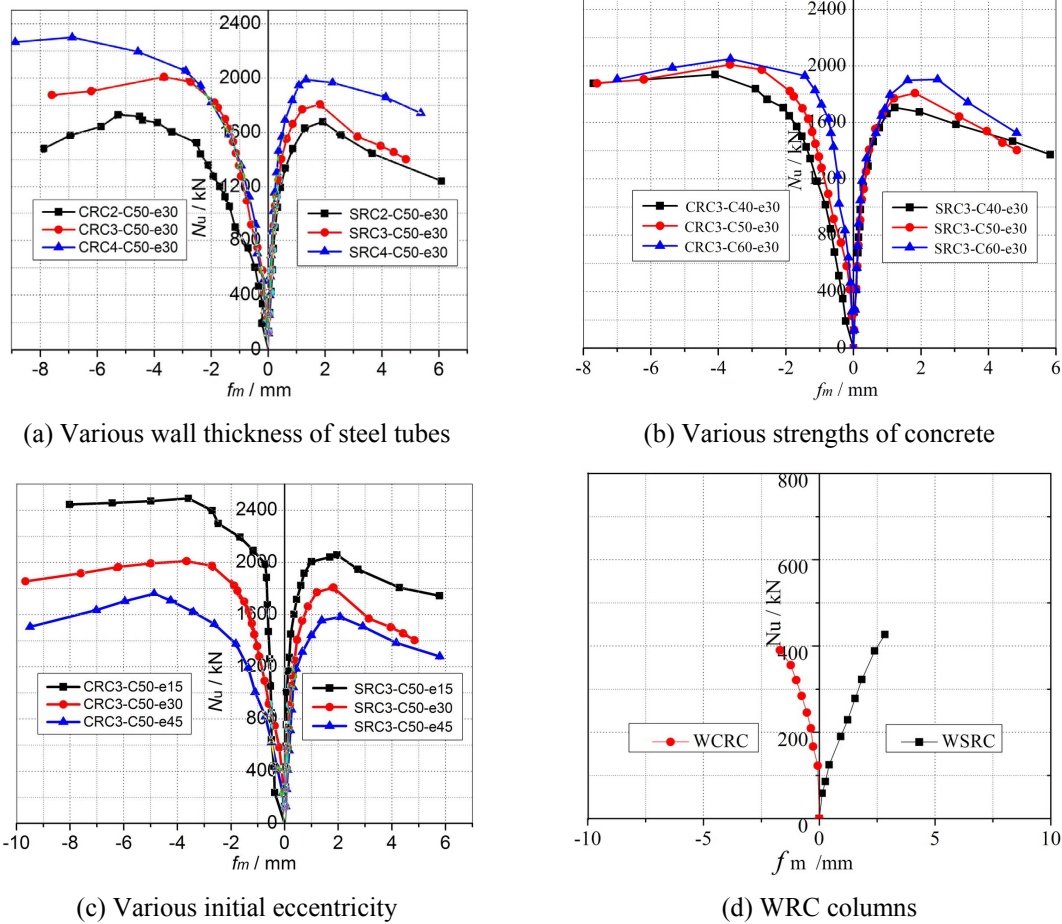 2400
2000
1600
1200
800
400
0
Nu / kN
CRC2-C50-e30
CRC3-C50-e30
CRC4-C50-e30
SRC2-C50-e30
SRC3-C50-e30
SRC4-C50-e30
-8 -6 -4 -2 0 2 4 6
fm / mm
(a) Various wall thickness of steel tubes
2400
2000
1600
1200
800
400
0
Nu / kN
CRC3-C40-e30
CRC3-C50-e30
CRC3-C60-e30
SRC3-C40-e30
SRC3-C50-e30
SRC3-C60-e30
-8 -6 -4 -2 0 2 4 6
fm / mm
(b) Various strengths of concrete
2400
2000
1600
1200
800
400
0
Nu / kN
CRC3-C50-e15
CRC3-C50-e30
CRC3-C50-e45
SRC3-C50-e15
SRC3-C50-e30
SRC3-C50-e45
-10 -8 -6 -4 -2 0 2 4 6
fm / mm
(c) Various initial eccentricity
800
600
400
200
0
Nu / kN
WCRC
WSRC
-10 -5 0 5 10
fm /mm
(d) WRC columns